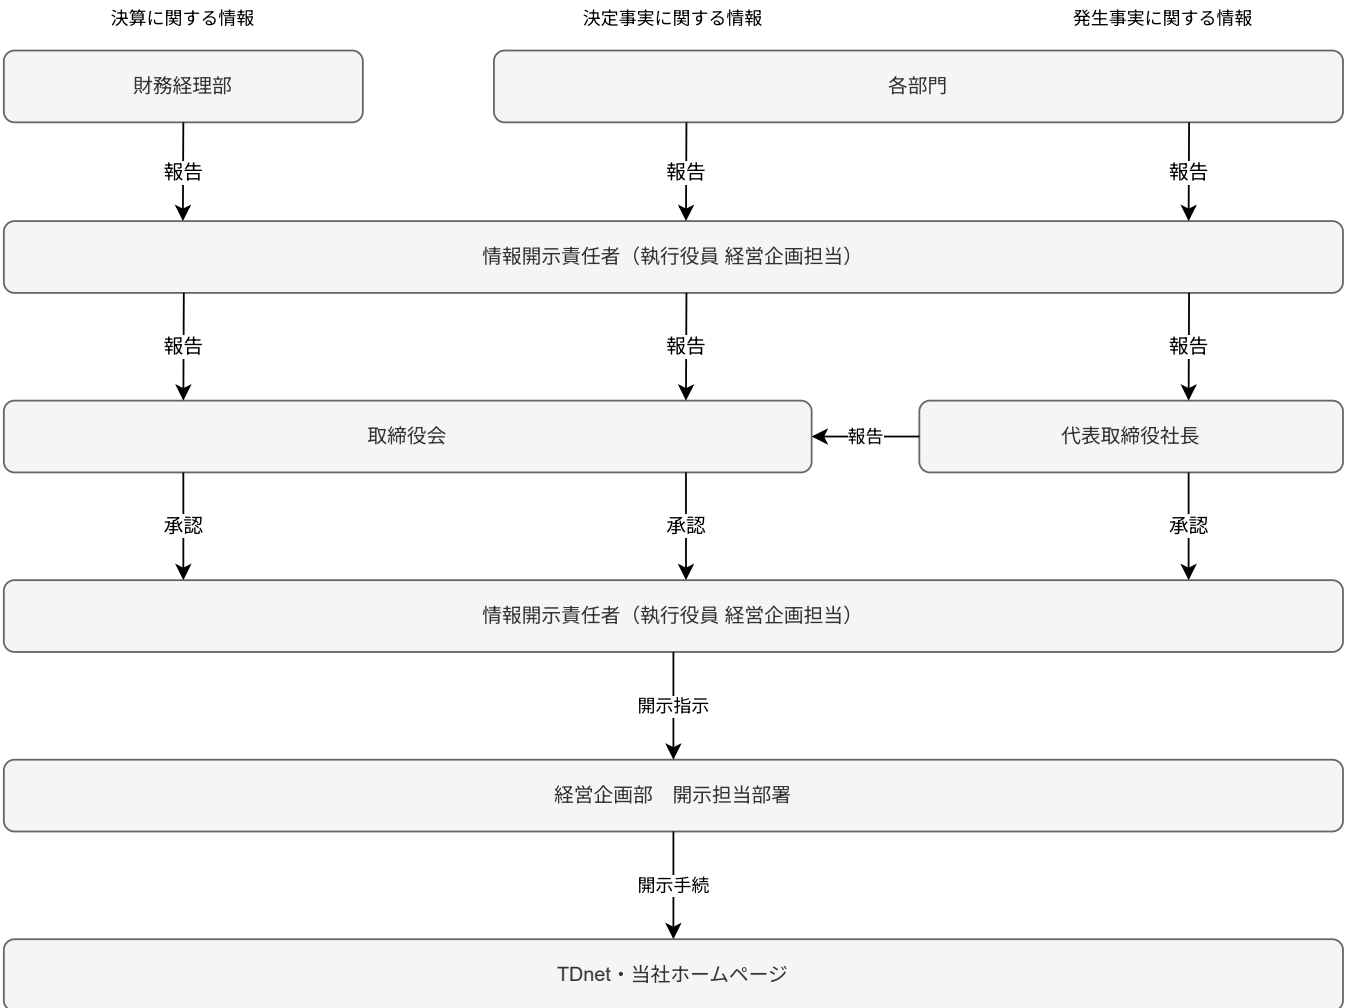 決算に関する情報
決定事実に関する情報
発生事実に関する情報
財務経理部
各部門
報告
報告
報告
情報開示責任者（執行役員 経営企画担当）
報告
報告
報告
取締役会
報告
代表取締役社長
承認
承認
承認
情報開示責任者（執行役員 経営企画担当）
開示指示
経営企画部　開示担当部署
開示手続
TDnet・当社ホームページ